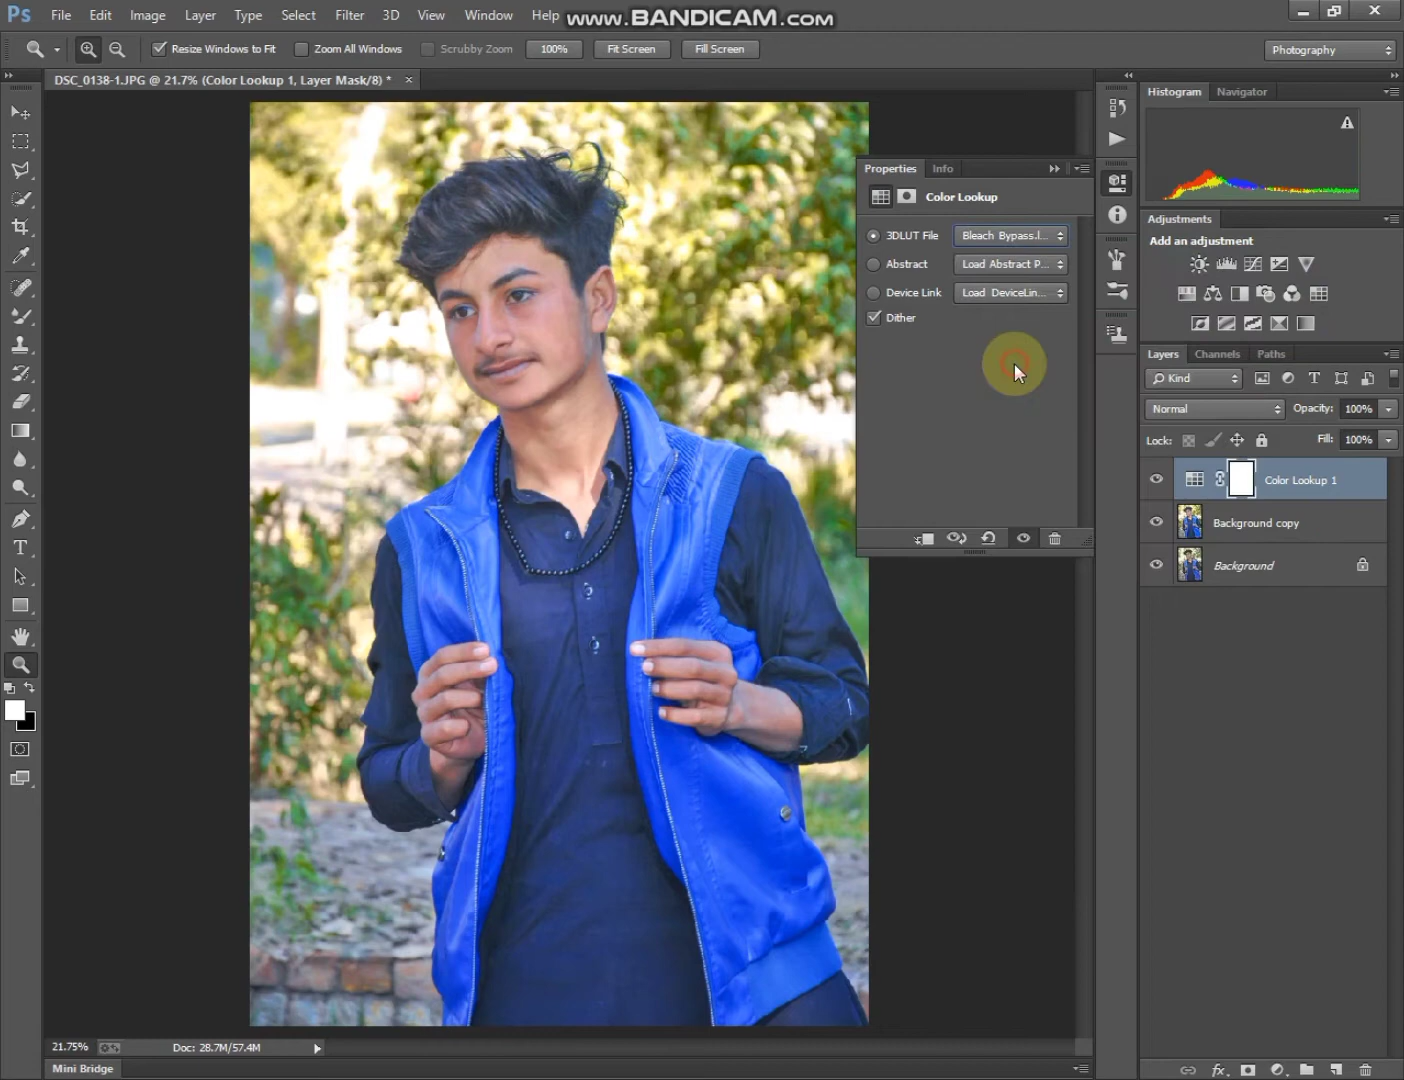 Ps File Edit Image Layer Type Select Filter 3D View Window Help www.BANDICAM.com
Resize Windows to Fit Zoom All Windows Scrubby Zoom 100% Fit Screen Fill Screen Photography
DSC_0138-1.JPG @ 21.7% (Color Lookup 1, Layer Mask/8) * ×
Histogram Navigator
Properties Info
Color Lookup
3DLUT File Bleach Bypass.l...
Abstract Load Abstract P...
Device Link Load DeviceLin...
Dither
Adjustments
Add an adjustment
Layers Channels Paths
Kind
Normal Opacity: 100%
Lock: Fill: 100%
Color Lookup 1
Background copy
Background
21.75% Doc: 28.7M/57.4M
Mini Bridge